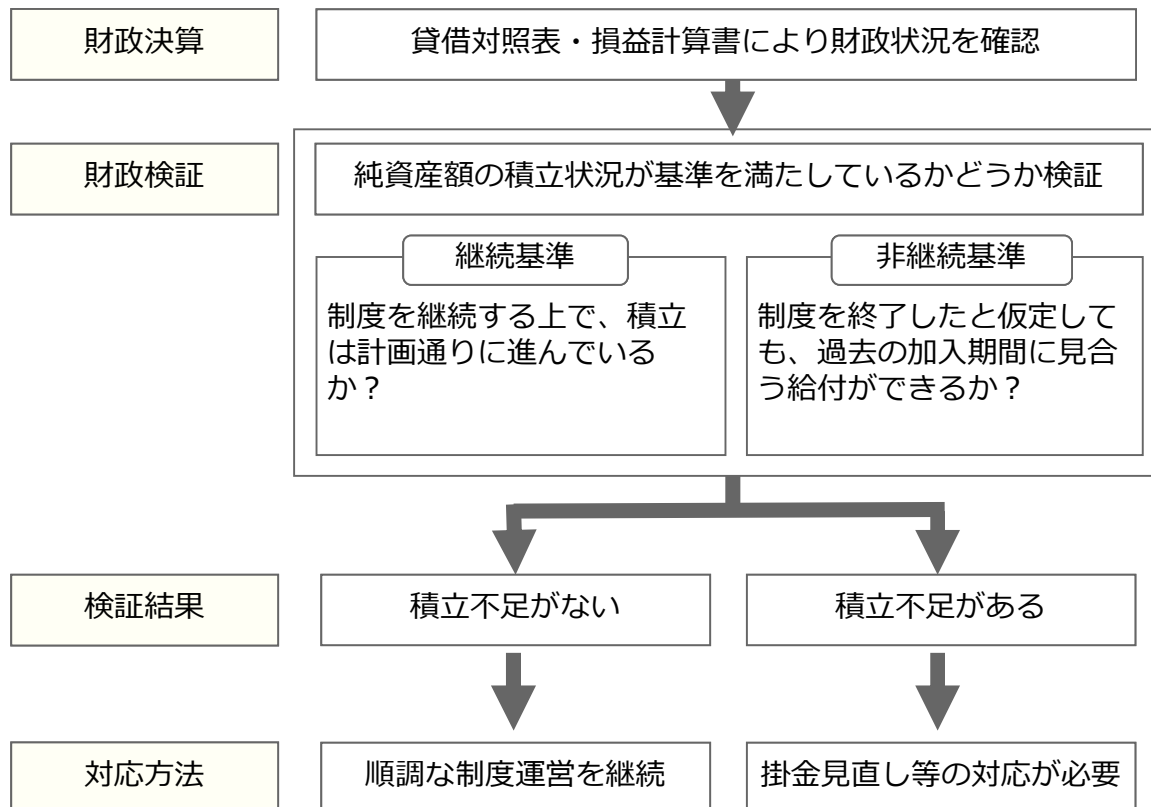 財政決算
貸借対照表・損益計算書により財政状況を確認
財政検証
純資産額の積立状況が基準を満たしているかどうか検証
継続基準
制度を継続する上で、積立
は計画通りに進んでいる
か？
非継続基準
制度を終了したと仮定して
も、過去の加入期間に見合
う給付ができるか？
検証結果
積立不足がない
積立不足がある
対応方法
順調な制度運営を継続
掛金見直し等の対応が必要